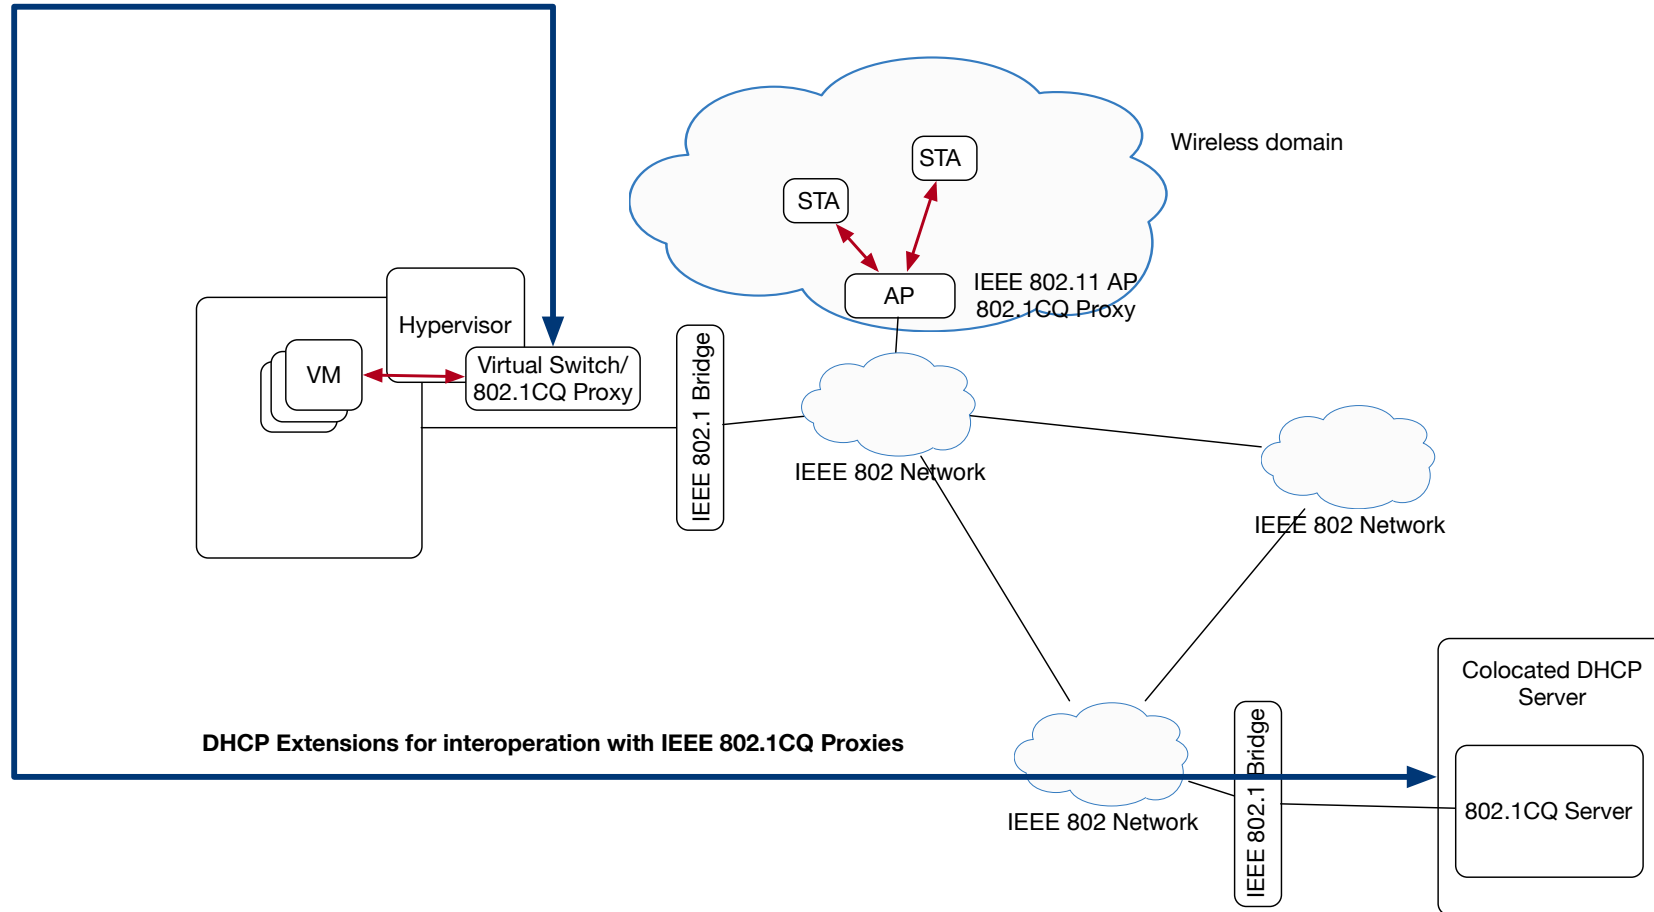 Wireless domain
STA
STA
AP
IEEE 802.11 AP
802.1CQ Proxy
Hypervisor
VM
Virtual Switch/
802.1CQ Proxy
IEEE 802.1 Bridge
IEEE 802 Network
IEEE 802 Network
Colocated DHCP
Server
DHCP Extensions for interoperation with IEEE 802.1CQ Proxies
IEEE 802 Network
IEEE 802.1 Bridge
802.1CQ Server